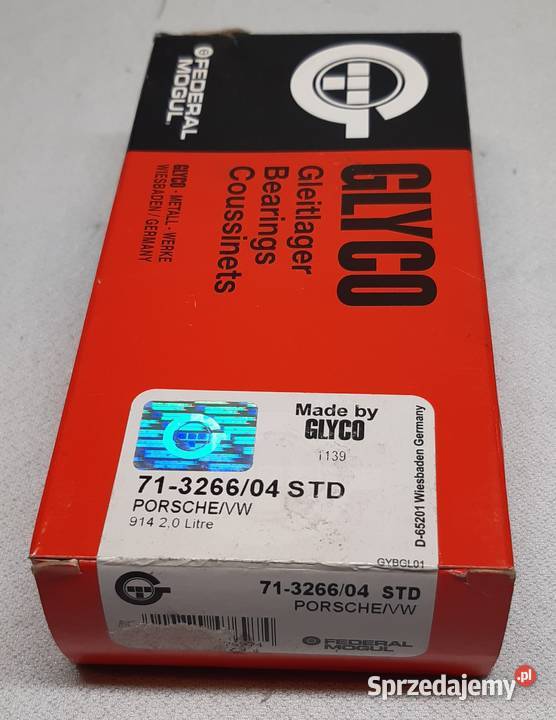 FEDERAL
MOGUL
GLYCO
Gleitlager
Bearings
Coussinets
GLYCO - METALL - WERKE
WIESBADEN / GERMANY
Made by
GLYCO
1139
71-3266/04 STD
PORSCHE/VW
914 2,0 Litre
D-65201 Wiesbaden Germany
GYBGL01
71-3266/04 STD
PORSCHE/VW
FEDERAL
MOGUL
Sprzedajemy.pl